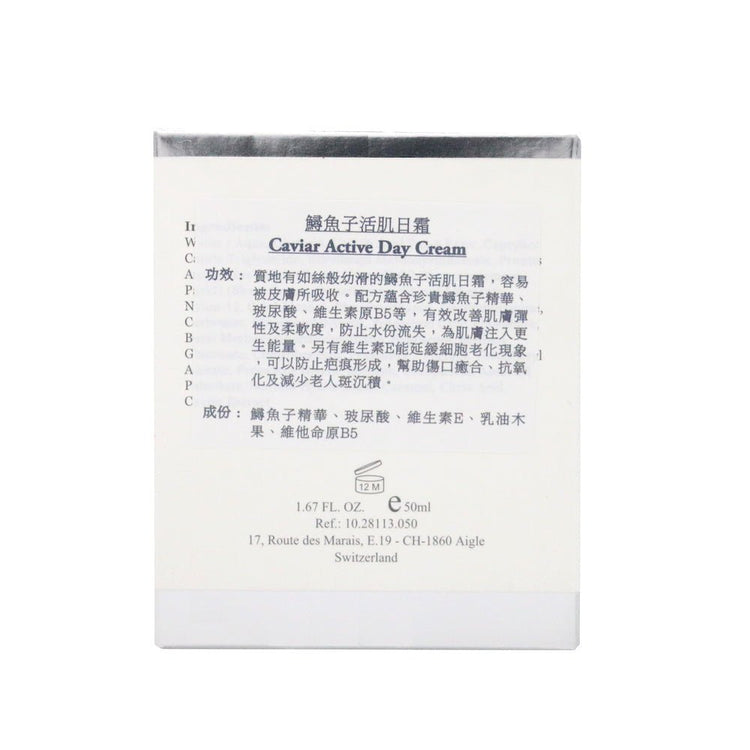 鱘魚子活肌日霜
Caviar Active Day Cream
功效： 質地有如絲般幼滑的鱘魚子活肌日霜，容易
被皮膚所吸收。配方蘊含珍貴鱘魚子精華、
玻尿酸、維生素原B5等，有效改善肌膚彈
性及柔軟度，防止水份流失，為肌膚注入更
生能量。另有維生素E能延緩細胞老化現象
，可以防止疤痕形成，幫助傷口癒合、抗氧
化及減少老人斑沉積。
成份： 鱘魚子精華、玻尿酸、維生素E、乳油木
果、維他命原B5
12 M
1.67 FL. OZ. e 50ml
Ref.: 10.28113.050
17, Route des Marais, E.19 - CH-1860 Aigle
Switzerland